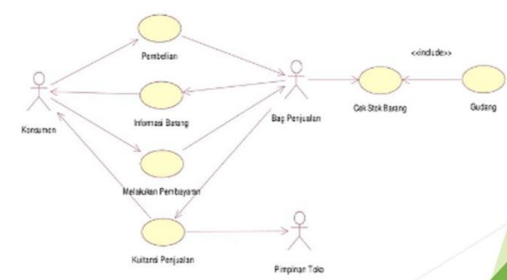 Pembelian
<<include>>
Konsumen
Informasi Barang
Bag Penjualan
Cek Stok Barang
Gudang
Melakukan Pembayaran
Kuitansi Penjualan
Pimpinan Toko